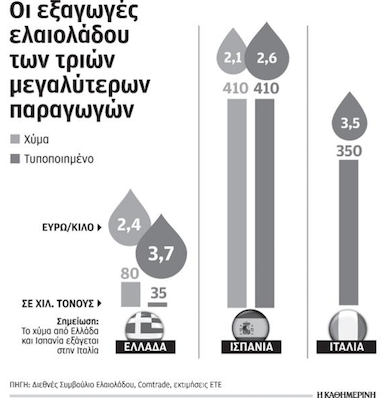 Οι εξαγωγές
ελαιολάδου
των τριών
μεγαλύτερων
παραγωγών
Χύμα
Τυποποιημένο
ΕΥΡΩ/ΚΙΛΟ
2,4
3,7
2,1
2,6
3,5
ΣΕ ΧΙΛ. ΤΟΝΟΥΣ
80
35
410
410
350
Σημείωση:
Το χύμα από Ελλάδα
και Ισπανία εξάγεται
στην Ιταλία
ΕΛΛΑΔΑ
ΙΣΠΑΝΙΑ
ΙΤΑΛΙΑ
ΠΗΓΗ: Διεθνές Συμβούλιο Ελαιολάδου, Comtrade, εκτιμήσεις ΕΤΕ
Η ΚΑΘΗΜΕΡΙΝΗ